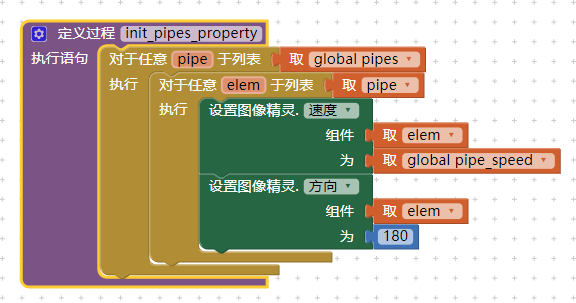 定义过程 init_pipes_property
执行语句 对于任意 pipe 于列表 取 global pipes
执行 对于任意 elem 于列表 取 pipe
执行 设置图像精灵. 速度
组件 取 elem
为 取 global pipe_speed
设置图像精灵. 方向
组件 取 elem
为 180